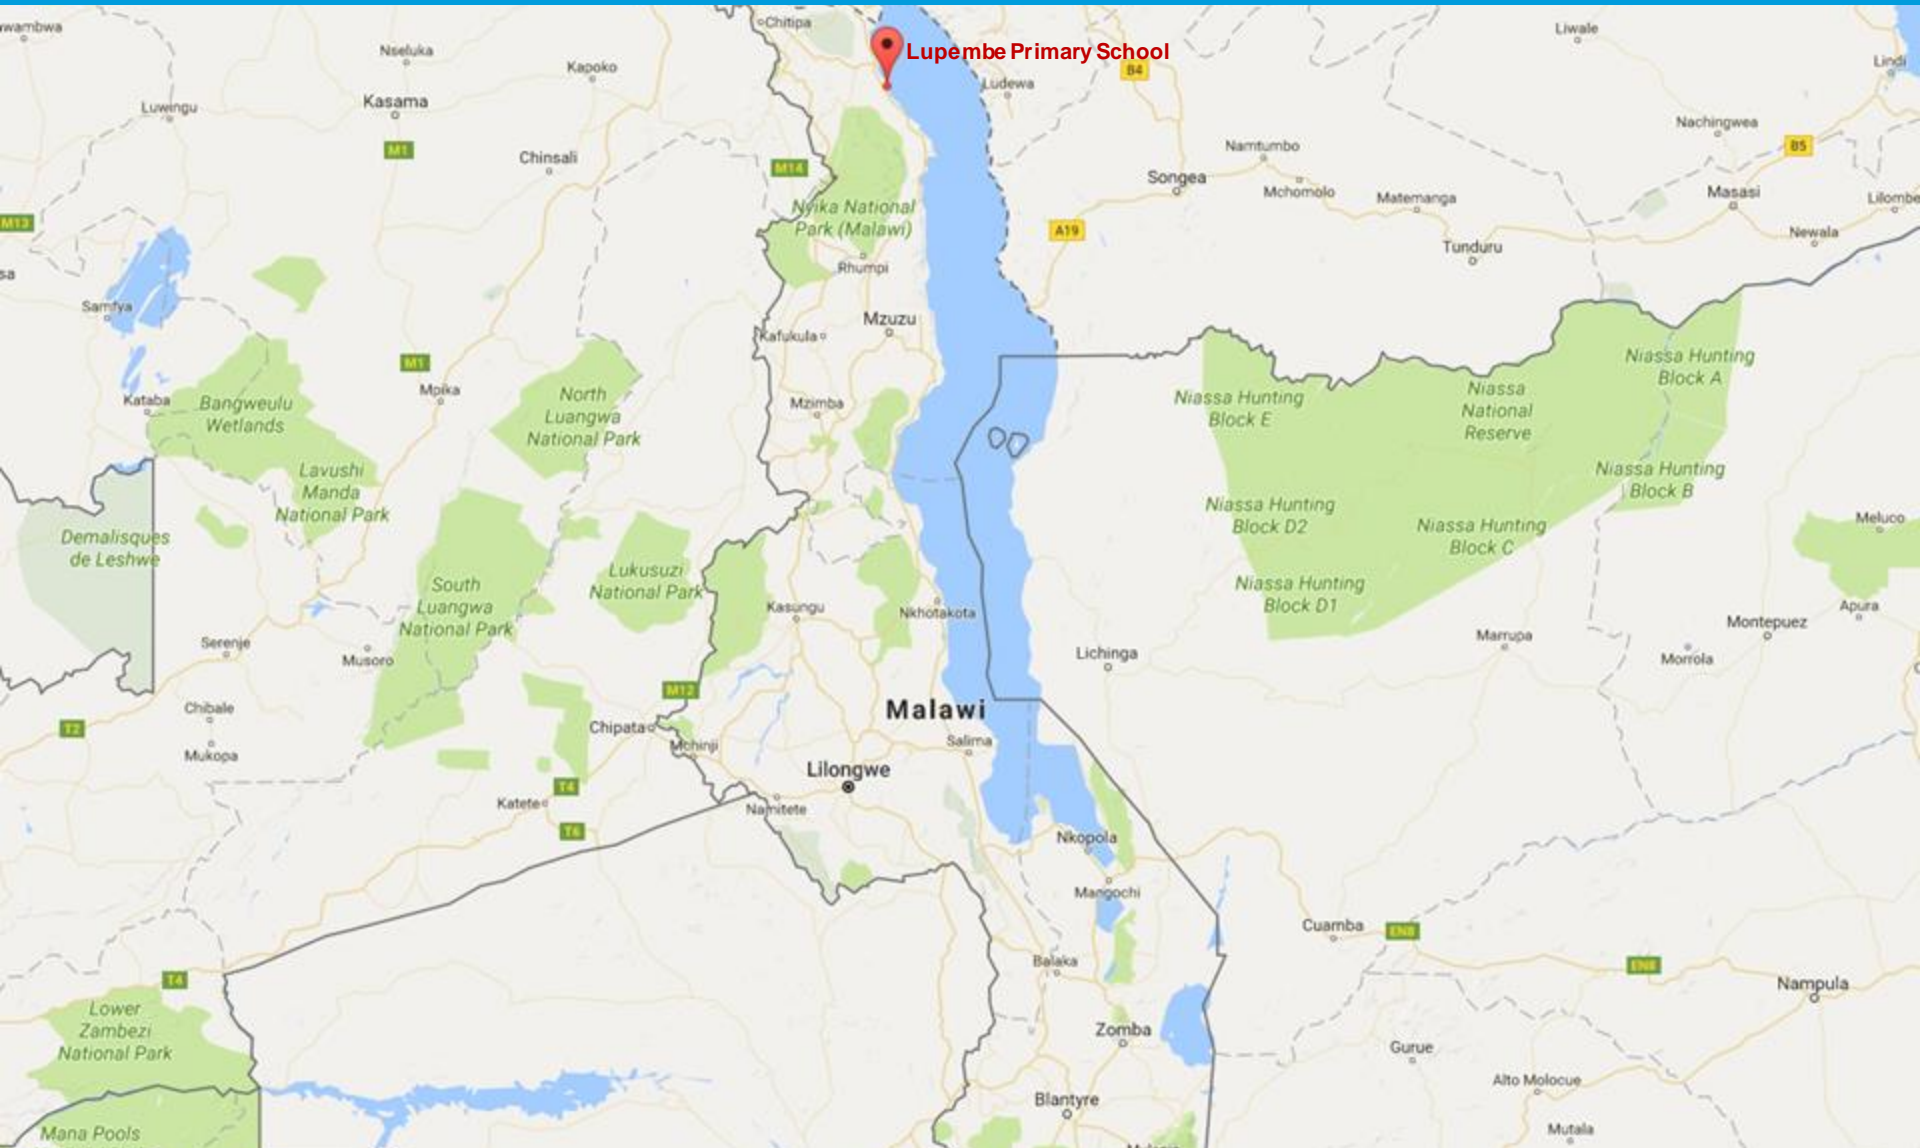 wambwa
Chitipa
Liwale
Nseluka
Lupembe Primary School
Kapoko
B4
Lindi
Ludewa
Luwingu
Kasama
Nachingwea
M1
Chinsali
Namtumbo
B5
M14
Songea
Mchomolo
Matemanga
Masasi
Lilombe
Nyika National
Park (Malawi)
M13
A19
Newala
Tunduru
sa
Rhumpi
Samfya
Mzuzu
Kafukula
M1
Mpika
Niassa Hunting
Block A
Kataba
Bangweulu
Wetlands
North
Luangwa
National Park
Mzimba
Niassa Hunting
Block E
Niassa
National
Reserve
Lavushi
Manda
National Park
Niassa Hunting
Block B
Demalisques
de Leshwe
Niassa Hunting
Block D2
Niassa Hunting
Block C
Meluco
South
Luangwa
National Park
Lukusuzi
National Park
Niassa Hunting
Block D1
Kasungu
Nkhotakota
Apura
Montepuez
Serenje
Musoro
Lichinga
Marrupa
Morrola
M12
Chibale
Malawi
T2
Chipata
Mukopa
Mchinji
Salima
Lilongwe
T4
Katete
Namitete
T6
Nkopola
Mangochi
Cuamba
EN8
Balaka
EN8
T4
Nampula
Lower
Zambezi
National Park
Zomba
Gurue
Alto Molocue
Blantyre
Mana Pools
Mutala